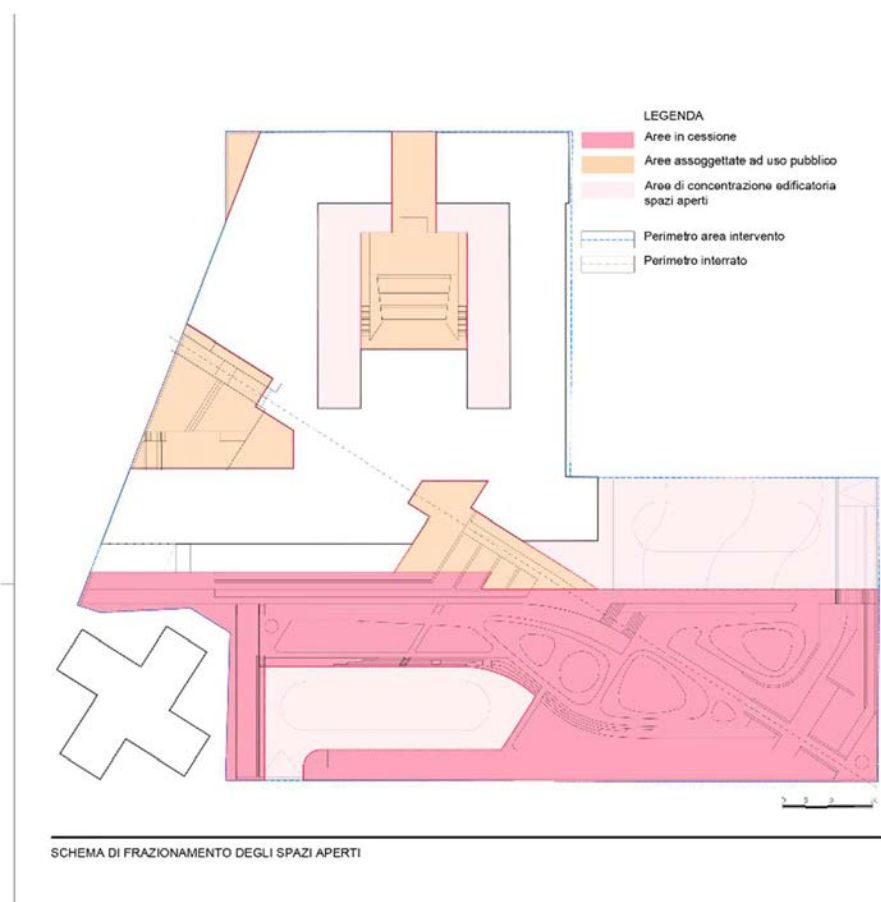 LEGENDA
Aree in cessione
Aree assoggettate ad uso pubblico
Aree di concentrazione edificatoria
spazi aperti
Perimetro area intervento
Perimetro interrato
SCHEMA DI FRAZIONAMENTO DEGLI SPAZI APERTI